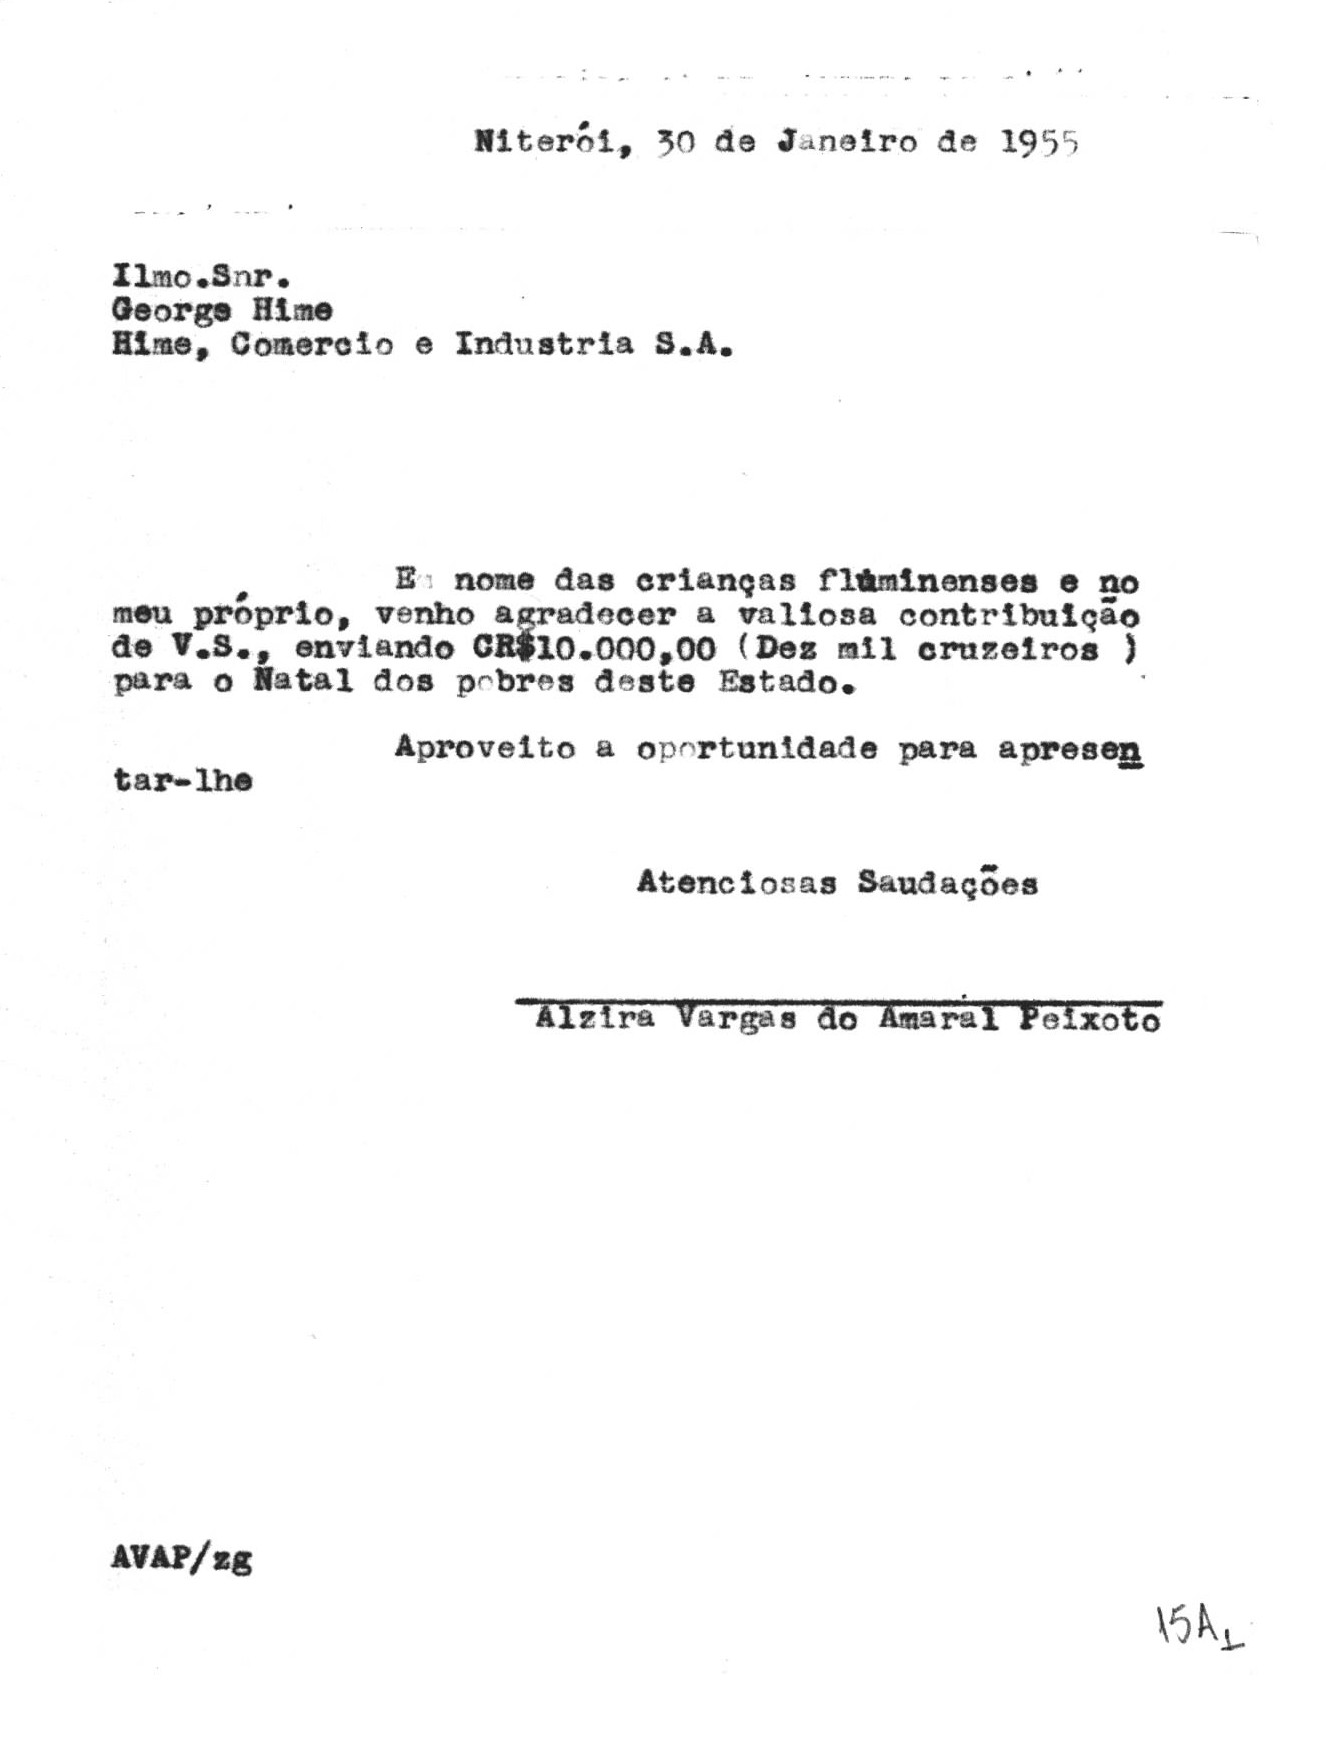 Niterói, 30 de Janeiro de 1955
Ilmo.Snr.
George Hime
Hime, Comercio e Industria S.A.
Em nome das crianças fluminenses e no
meu próprio, venho agradecer a valiosa contribuição
de V.S., enviando CR$10.000,00 (Dez mil cruzeiros )
para o Natal dos pobres deste Estado.
Aproveito a oportunidade para apresen
tar-lhe
Atenciosas Saudações
Alzira Vargas do Amaral Peixoto
AVAP/zg
15A1